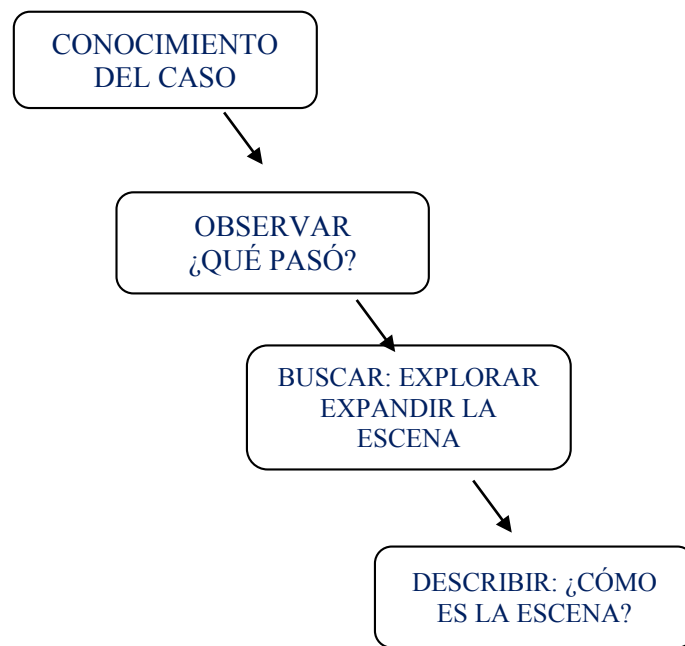 CONOCIMIENTO
DEL CASO
OBSERVAR
¿QUÉ PASÓ?
BUSCAR: EXPLORAR
EXPANDIR LA
ESCENA
DESCRIBIR: ¿CÓMO
ES LA ESCENA?